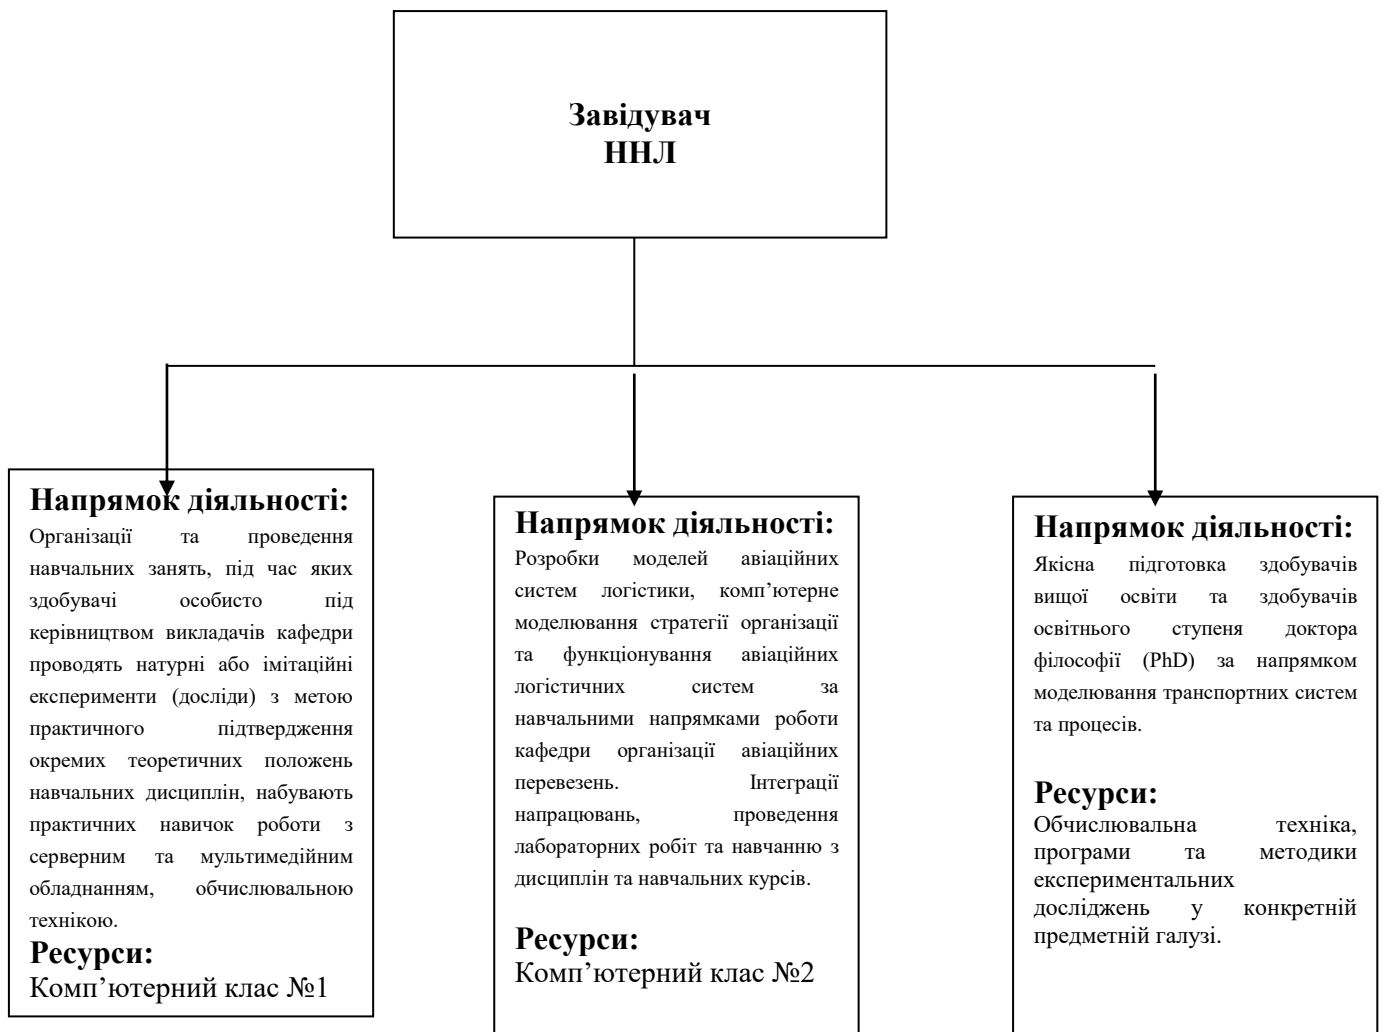 Завідувач
ННЛ
Напрямок діяльності:
Організації та проведення
навчальних занять, під час яких
здобувачі особисто під
керівництвом викладачів кафедри
проводять натурні або імітаційні
експерименти (досліди) з метою
практичного підтвердження
окремих теоретичних положень
навчальних дисциплін, набувають
практичних навичок роботи з
серверним та мультимедійним
обладнанням, обчислювальною
технікою.
Ресурси:
Комп’ютерний клас №1
Напрямок діяльності:
Розробки моделей авіаційних
систем логістики, комп’ютерне
моделювання стратегії організації
та функціонування авіаційних
логістичних систем за
навчальними напрямками роботи
кафедри організації авіаційних
перевезень. Інтеграції
напрацювань, проведення
лабораторних робіт та навчанню з
дисциплін та навчальних курсів.
Ресурси:
Комп’ютерний клас №2
Напрямок діяльності:
Якісна підготовка здобувачів
вищої освіти та здобувачів
освітнього ступеня доктора
філософії (PhD) за напрямком
моделювання транспортних систем
та процесів.
Ресурси:
Обчислювальна техніка,
програми та методики
експериментальних
досліджень у конкретній
предметній галузі.